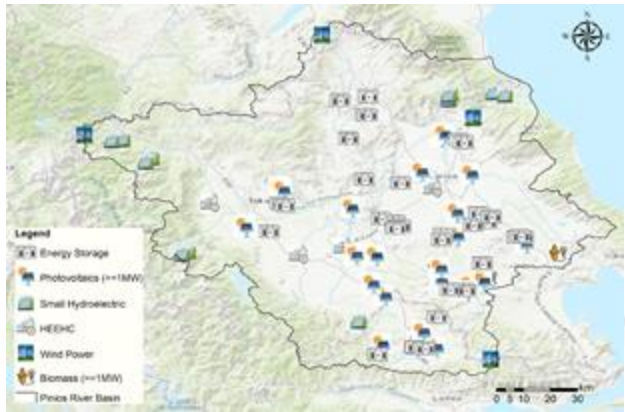 N
W
E
S
Legend
Energy Storage
Photovoltaics (>=1MW)
Small Hydroelectric
HEEHC
Wind Power
Biomass (>=1MW)
Pinios River Basin
km
0 5 10 20 30